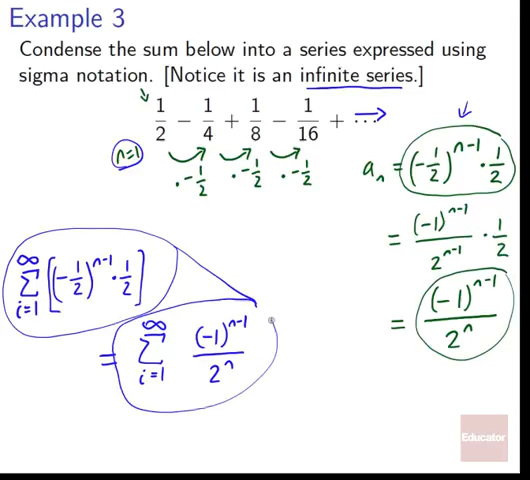 Example 3
Condense the sum below into a series expressed using
sigma notation. [Notice it is an infinite series.]
1/2 − 1/4 + 1/8 − 1/16 + ⋯
n=1
· −1/2  · −1/2  · −1/2
aₙ = (−1/2)ⁿ⁻¹ · 1/2
= (−1)ⁿ⁻¹/2ⁿ⁻¹ · 1/2
= (−1)ⁿ⁻¹/2ⁿ
∞ Σ i=1 [(−1/2)ⁿ⁻¹ · 1/2]
= ∞ Σ i=1 (−1)ⁿ⁻¹/2ⁿ
Educator